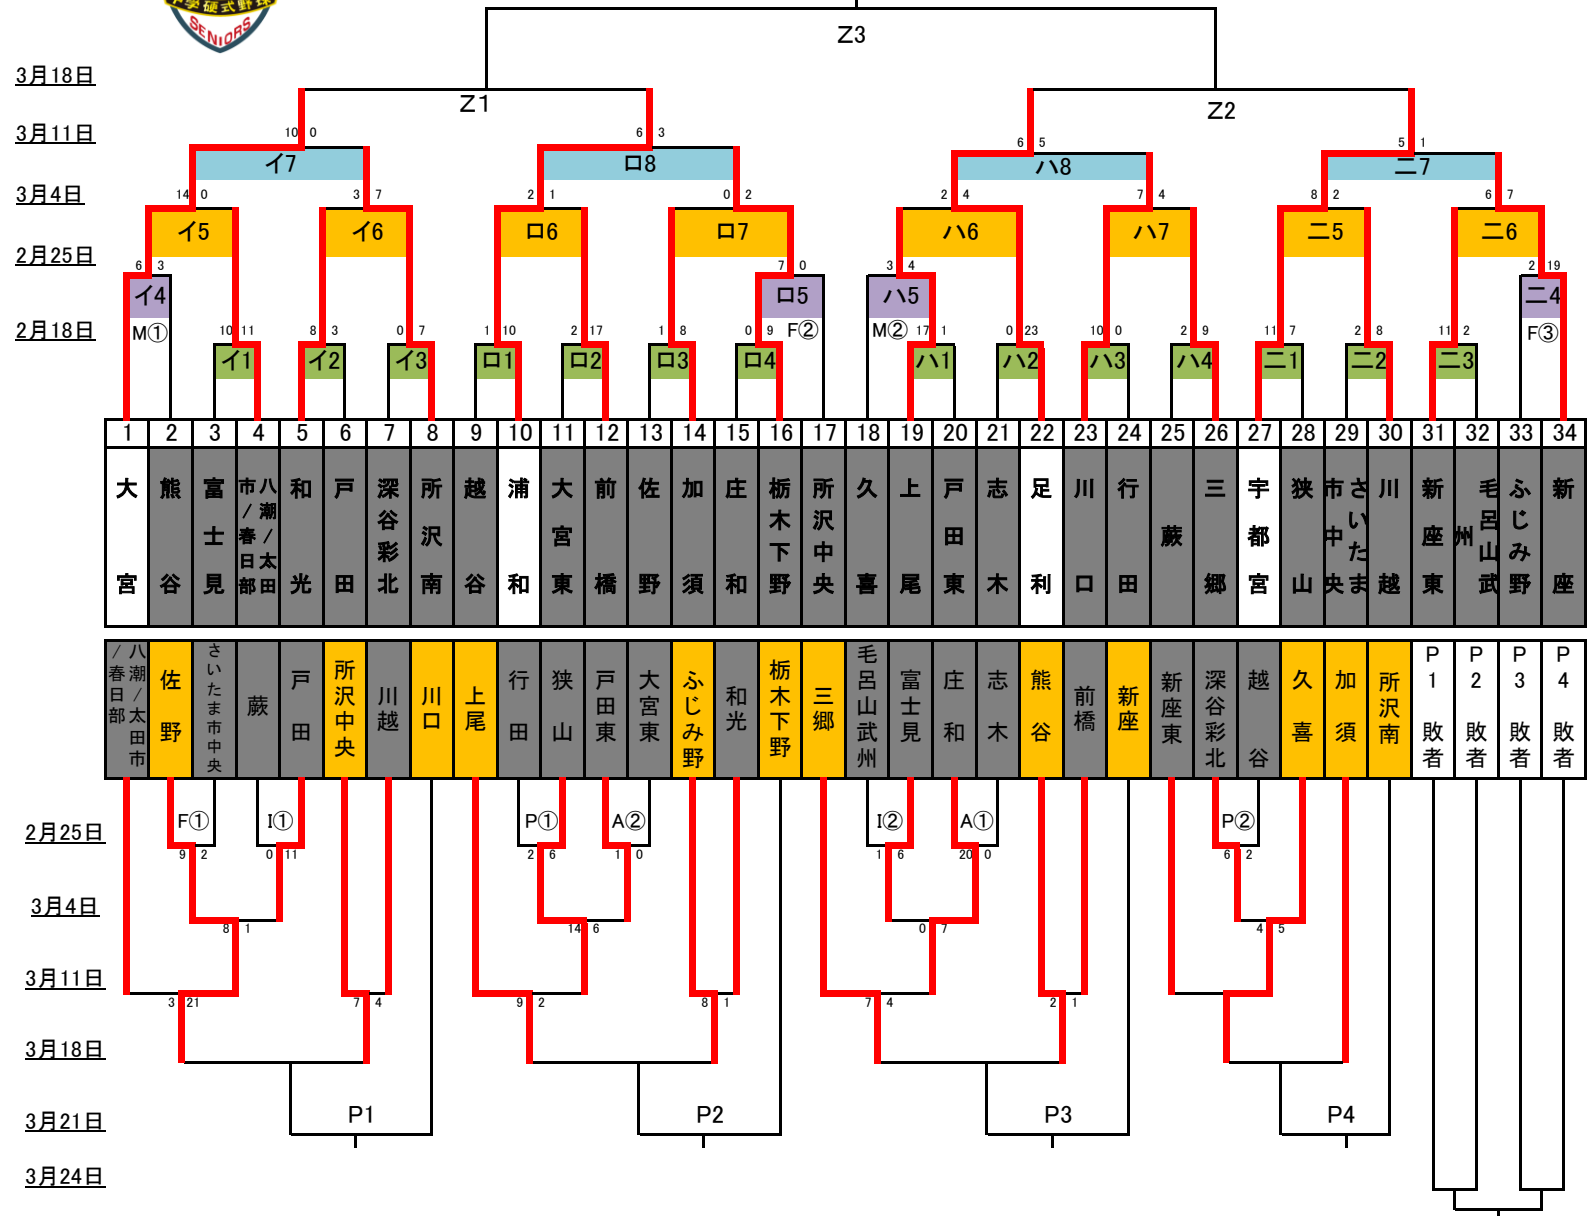 中學硬式野球
SENIORS
Z3
3月18日
Z1
Z2
3月11日
10 0
6 3
6 5
5 1
イ7
ロ8
ハ8
ニ7
3月4日
14 0
3 7
2 1
0 2
2 4
7 4
8 2
6 7
イ5
イ6
ロ6
ロ7
ハ6
ハ7
ニ5
ニ6
2月25日
6 3
7 0
3 4
2 19
イ4
ロ5
ハ5
ニ4
2月18日
M①
10 11
8 3
0 7
1 10
2 17
1 8
0 9
F②
M②
17 1
0 23
10 0
2 9
11 7
2 8
11 2
F③
イ1
イ2
イ3
ロ1
ロ2
ロ3
ロ4
ハ1
ハ2
ハ3
ハ4
ニ1
ニ2
ニ3
1 2 3 4 5 6 7 8 9 10 11 12 13 14 15 16 17 18 19 20 21 22 23 24 25 26 27 28 29 30 31 32 33 34
大宮
熊谷
富士見
八潮/太田
市/春日部
和光
戸田
深谷彩北
所沢南
越谷
浦和
大宮東
前橋
佐野
加須
庄和
栃木下野
所沢中央
久喜
上尾
戸田東
志木
足利
川口
行田
蕨
三郷
宇都宮
狭山
さいたま
市中央
川越
新座東
毛呂山武
州
ふじみ野
新座
八潮/太田市
/春日部
佐野
さいたま市中央
蕨
戸田
所沢中央
川越
川口
上尾
行田
狭山
戸田東
大宮東
ふじみ野
和光
栃木下野
三郷
毛呂山武州
富士見
庄和
志木
熊谷
前橋
新座
新座東
深谷彩北
越谷
久喜
加須
所沢南
P1敗者
P2敗者
P3敗者
P4敗者
2月25日
F①
I①
P①
A②
I②
A①
P②
9 2
0 11
2 6
1 0
1 6
20 0
6 2
3月4日
8 1
14 6
0 7
4 5
3月11日
3 21
7 4
9 2
8 1
7 4
2 1
3月18日
3月21日
P1
P2
P3
P4
3月24日